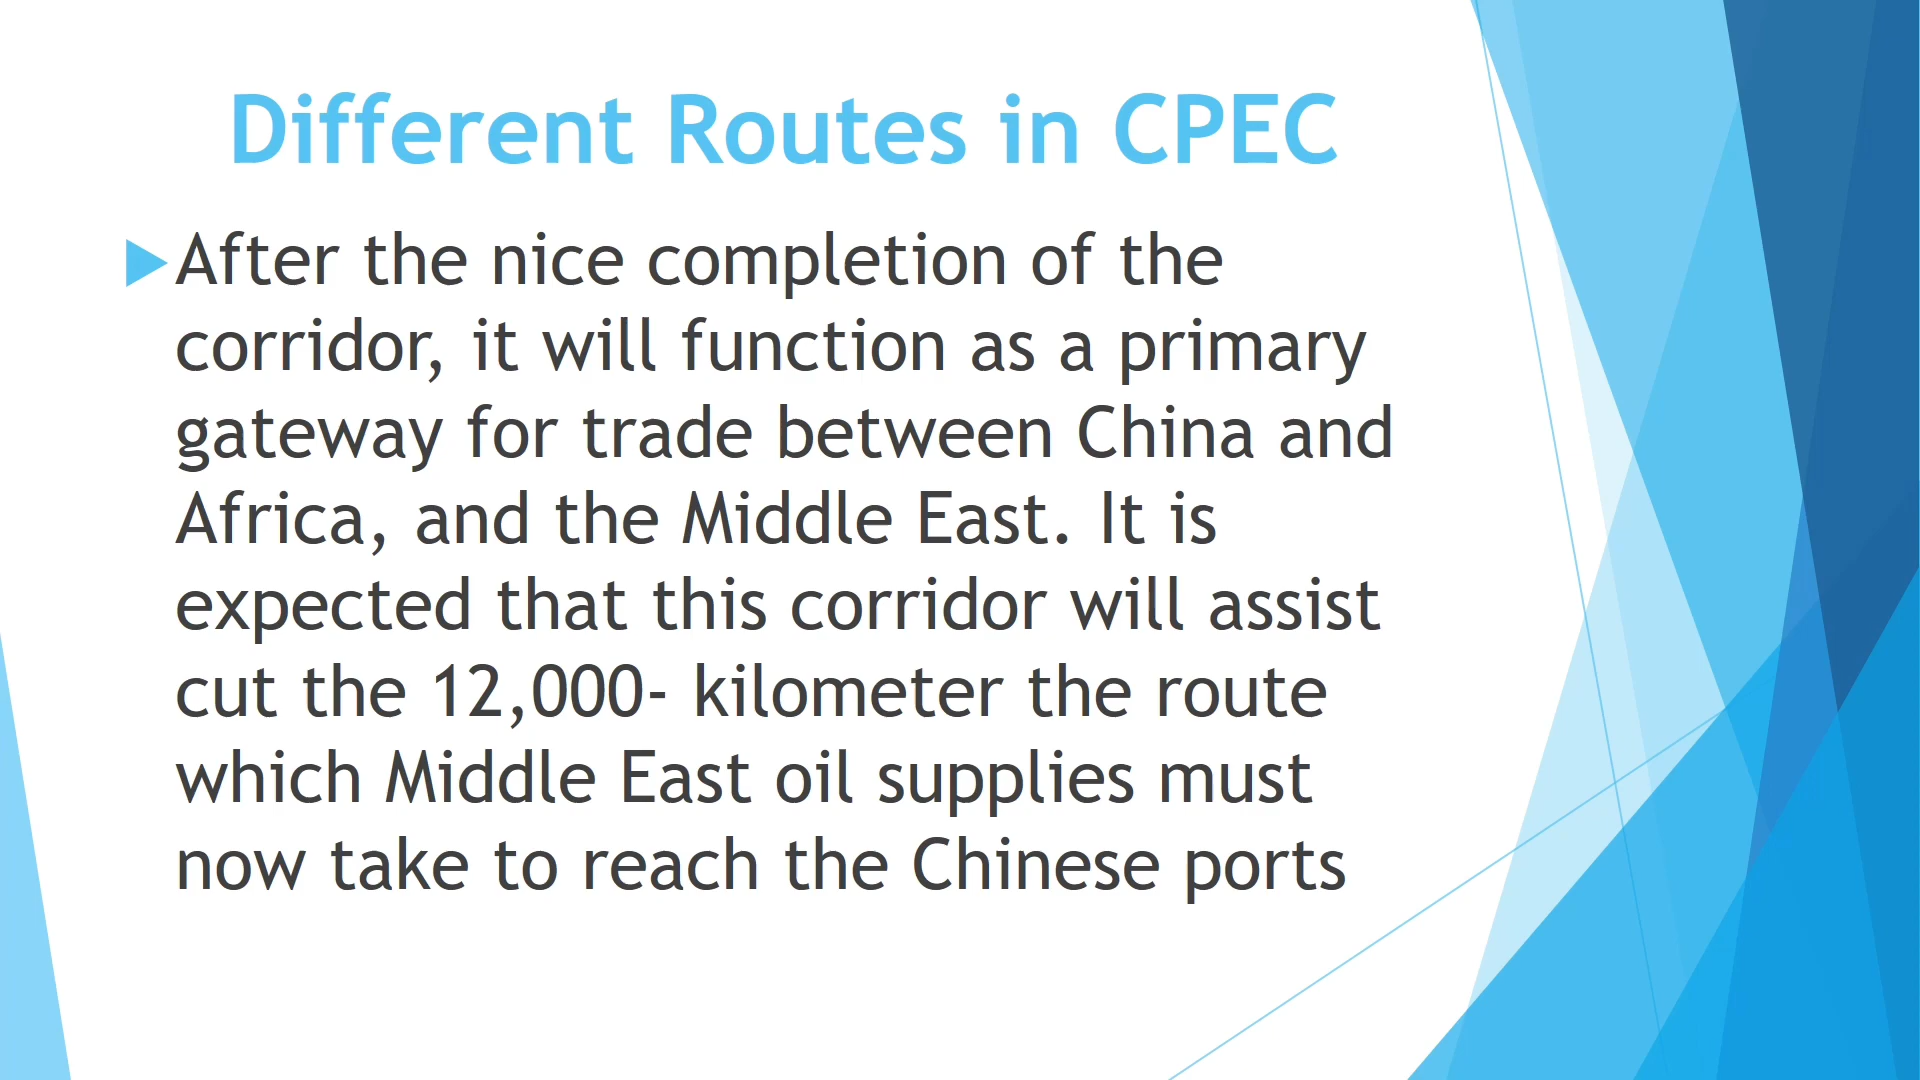 Different Routes in CPEC
After the nice completion of the
corridor, it will function as a primary
gateway for trade between China and
Africa, and the Middle East. It is
expected that this corridor will assist
cut the 12,000- kilometer the route
which Middle East oil supplies must
now take to reach the Chinese ports